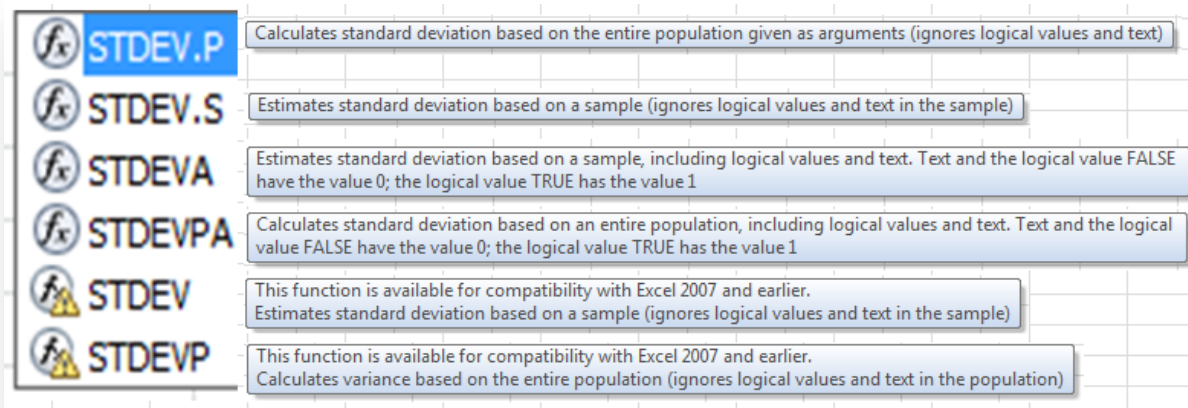 STDEV.P
Calculates standard deviation based on the entire population given as arguments (ignores logical values and text)
STDEV.S
Estimates standard deviation based on a sample (ignores logical values and text in the sample)
STDEVA
Estimates standard deviation based on a sample, including logical values and text. Text and the logical value FALSE
have the value 0; the logical value TRUE has the value 1
STDEVPA
Calculates standard deviation based on an entire population, including logical values and text. Text and the logical
value FALSE have the value 0; the logical value TRUE has the value 1
STDEV
This function is available for compatibility with Excel 2007 and earlier.
Estimates standard deviation based on a sample (ignores logical values and text in the sample)
STDEVP
This function is available for compatibility with Excel 2007 and earlier.
Calculates variance based on the entire population (ignores logical values and text in the population)